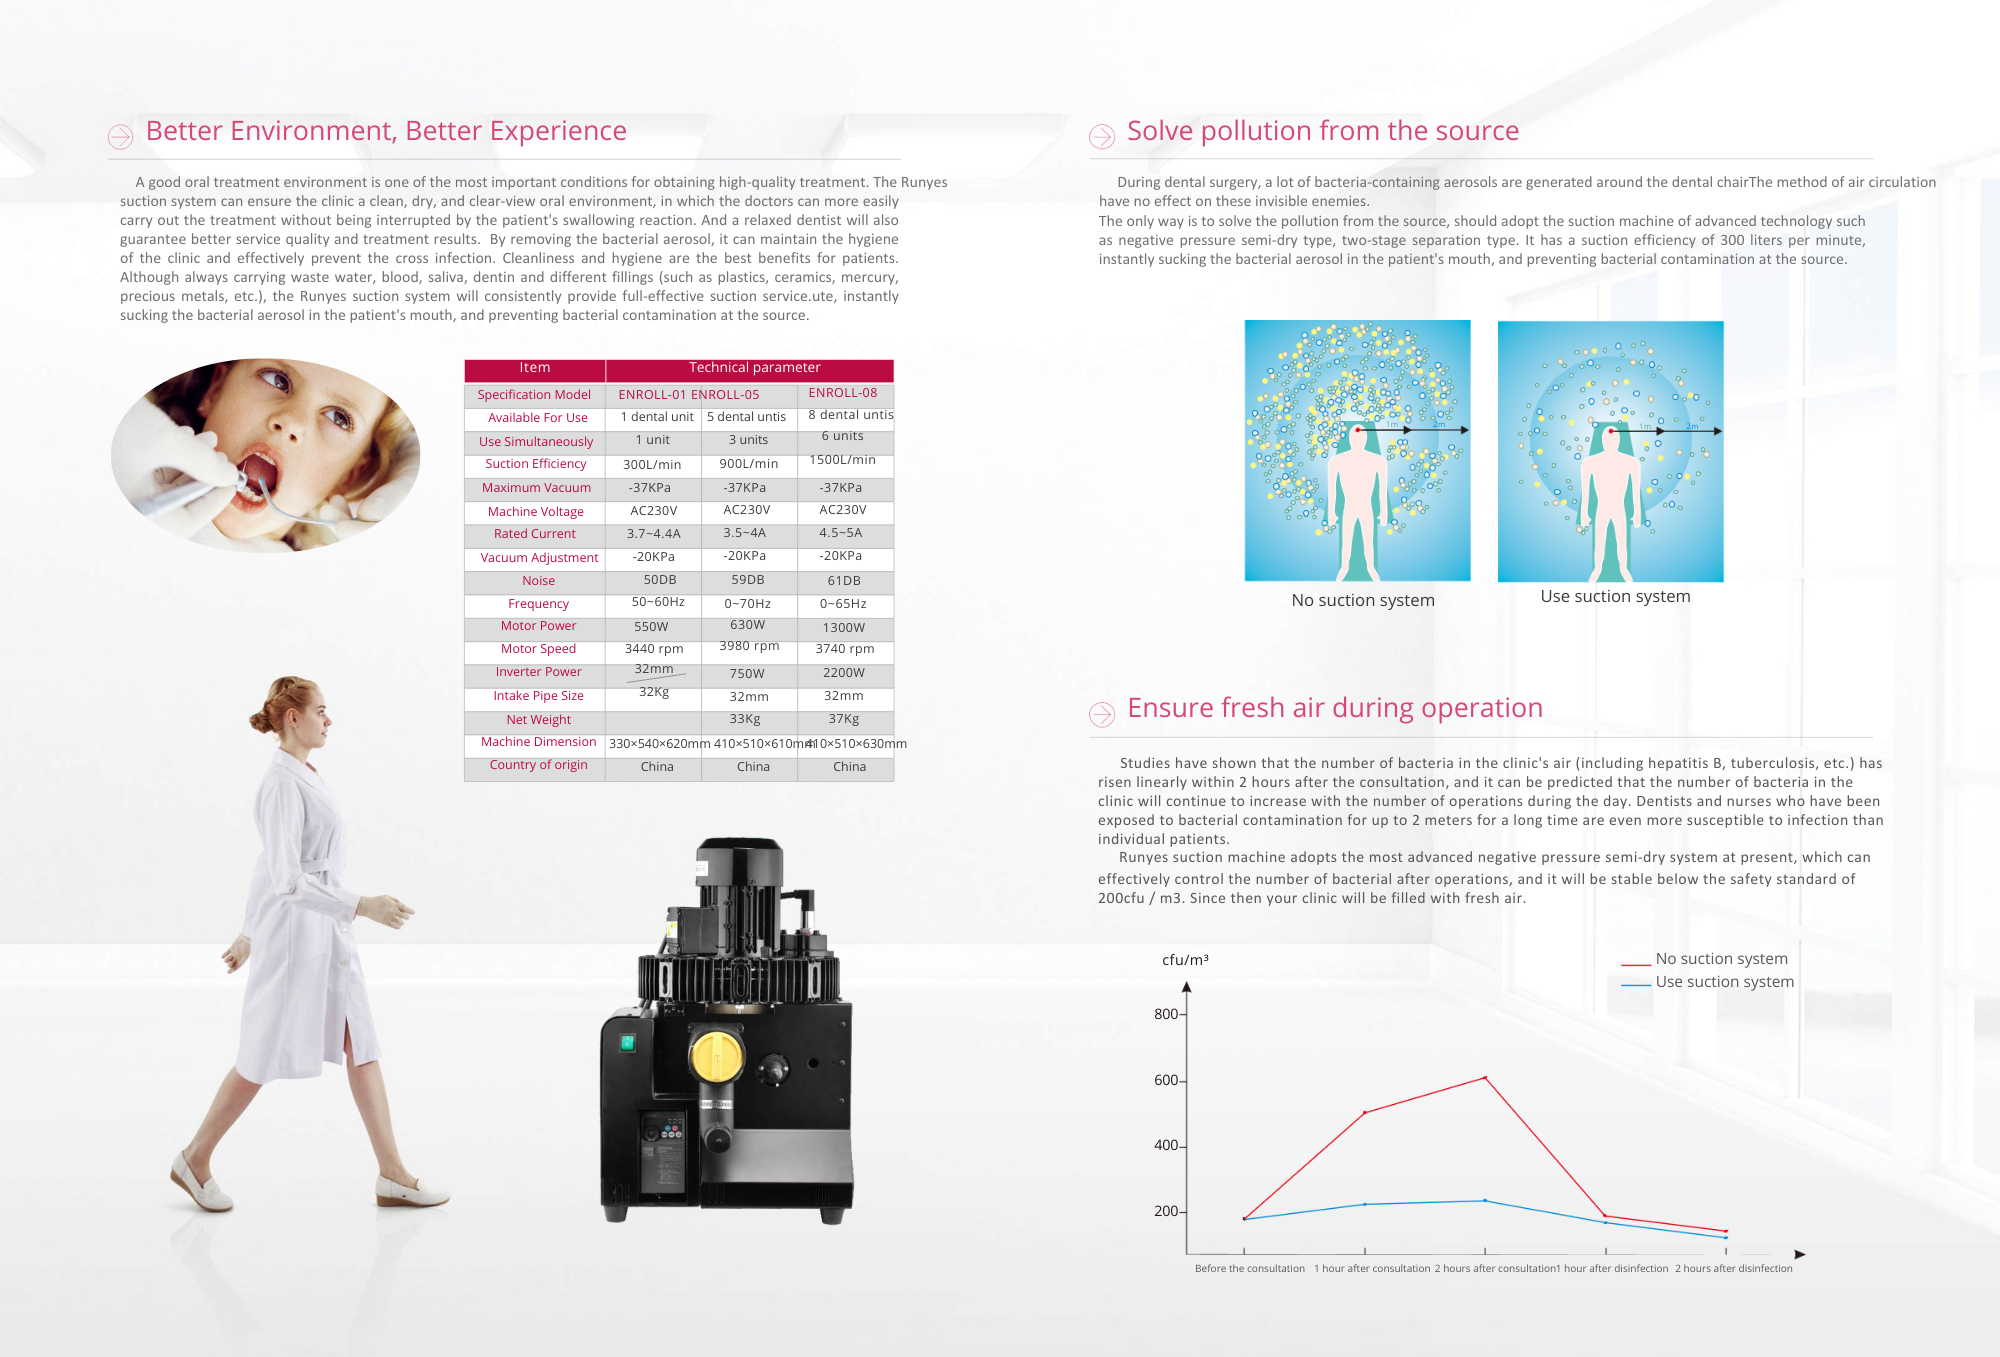 Better Environment, Better Experience
A good oral treatment environment is one of the most important conditions for obtaining high-quality treatment. The Runyes
suction system can ensure the clinic a clean, dry, and clear-view oral environment, in which the doctors can more easily
carry out the treatment without being interrupted by the patient's swallowing reaction. And a relaxed dentist will also
guarantee better service quality and treatment results. By removing the bacterial aerosol, it can maintain the hygiene
of the clinic and effectively prevent the cross infection. Cleanliness and hygiene are the best benefits for patients.
Although always carrying waste water, blood, saliva, dentin and different fillings (such as plastics, ceramics, mercury,
precious metals, etc.), the Runyes suction system will consistently provide full-effective suction service.ute, instantly
sucking the bacterial aerosol in the patient's mouth, and preventing bacterial contamination at the source.
Item Technical parameter
Specification Model ENROLL-01 ENROLL-05 ENROLL-08
Available For Use 1 dental unit 5 dental untis 8 dental untis
Use Simultaneously 1 unit 3 units 6 units
Suction Efficiency 300L/min 900L/min 1500L/min
Maximum Vacuum -37KPa -37KPa -37KPa
Machine Voltage AC230V AC230V AC230V
Rated Current 3.7~4.4A 3.5~4A 4.5~5A
Vacuum Adjustment -20KPa -20KPa -20KPa
Noise 50DB 59DB 61DB
Frequency 50~60Hz 0~70Hz 0~65Hz
Motor Power 550W 630W 1300W
Motor Speed 3440 rpm 3980 rpm 3740 rpm
Inverter Power 32mm 750W 2200W
Intake Pipe Size 32Kg 32mm 32mm
Net Weight 33Kg 37Kg
Machine Dimension 330×540×620mm 410×510×610mm 410×510×630mm
Country of origin China China China
Solve pollution from the source
During dental surgery, a lot of bacteria-containing aerosols are generated around the dental chairThe method of air circulation
have no effect on these invisible enemies.
The only way is to solve the pollution from the source, should adopt the suction machine of advanced technology such
as negative pressure semi-dry type, two-stage separation type. It has a suction efficiency of 300 liters per minute,
instantly sucking the bacterial aerosol in the patient's mouth, and preventing bacterial contamination at the source.
1m 2m
1m 2m
No suction system
Use suction system
Ensure fresh air during operation
Studies have shown that the number of bacteria in the clinic's air (including hepatitis B, tuberculosis, etc.) has
risen linearly within 2 hours after the consultation, and it can be predicted that the number of bacteria in the
clinic will continue to increase with the number of operations during the day. Dentists and nurses who have been
exposed to bacterial contamination for up to 2 meters for a long time are even more susceptible to infection than
individual patients.
Runyes suction machine adopts the most advanced negative pressure semi-dry system at present, which can
effectively control the number of bacterial after operations, and it will be stable below the safety standard of
200cfu / m3. Since then your clinic will be filled with fresh air.
cfu/m³
No suction system
Use suction system
800
600
400
200
Before the consultation 1 hour after consultation 2 hours after consultation1 hour after disinfection 2 hours after disinfection